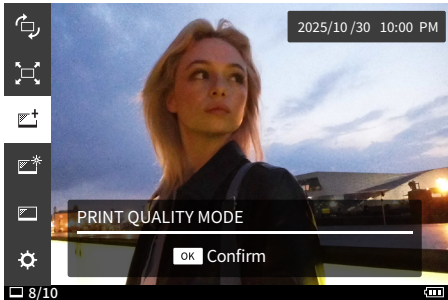 2025/10 /30 10:00 PM
PRINT QUALITY MODE
OK Confirm
8/10